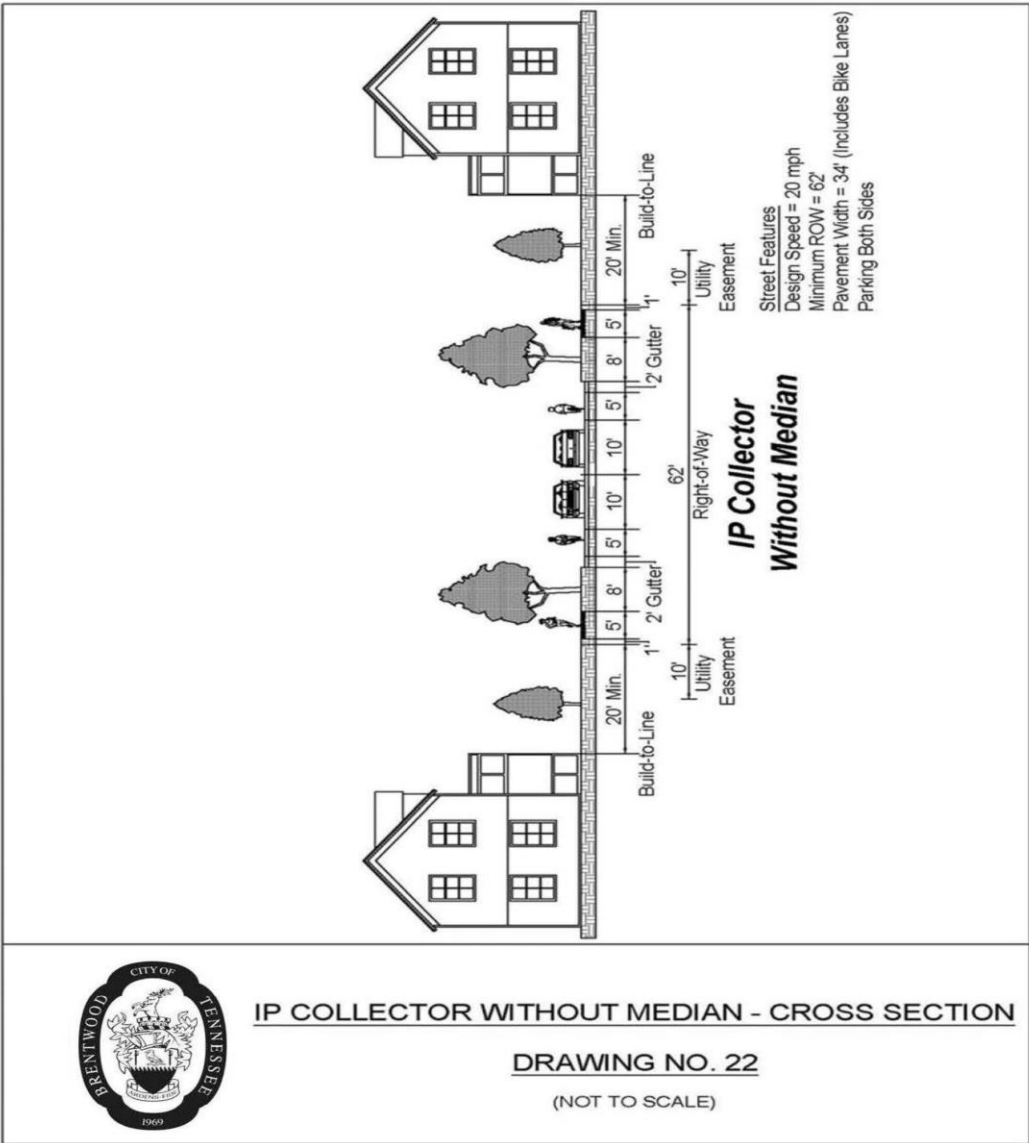 20' Min. 5' 8' 5' 10' 10' 5' 8' 5' 20' Min.
Build-to-Line 1" 2' Gutter 2' Gutter 1' Build-to-Line
10' 62' 10'
Utility Right-of-Way Utility
Easement Easement
IP Collector
Without Median
Street Features
Design Speed = 20 mph
Minimum ROW = 62'
Pavement Width = 34' (Includes Bike Lanes)
Parking Both Sides
CITY OF
BRENTWOOD
TENNESSEE
1969
IP COLLECTOR WITHOUT MEDIAN - CROSS SECTION
DRAWING NO. 22
(NOT TO SCALE)